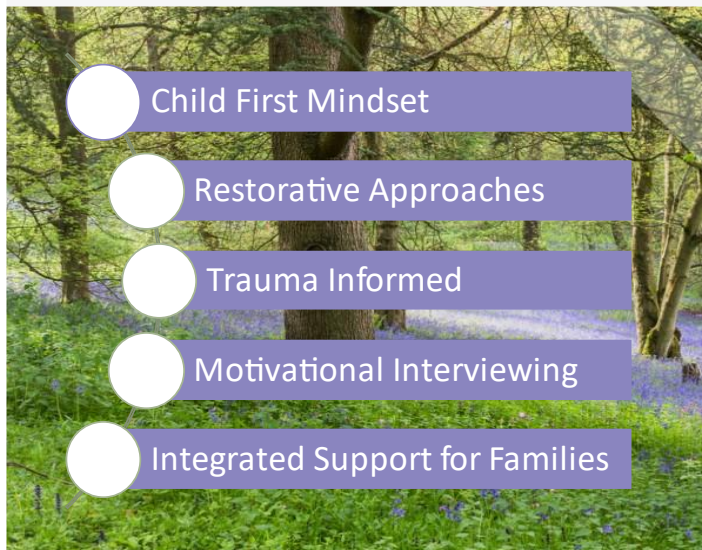 Child First Mindset
Restorative Approaches
Trauma Informed
Motivational Interviewing
Integrated Support for Families